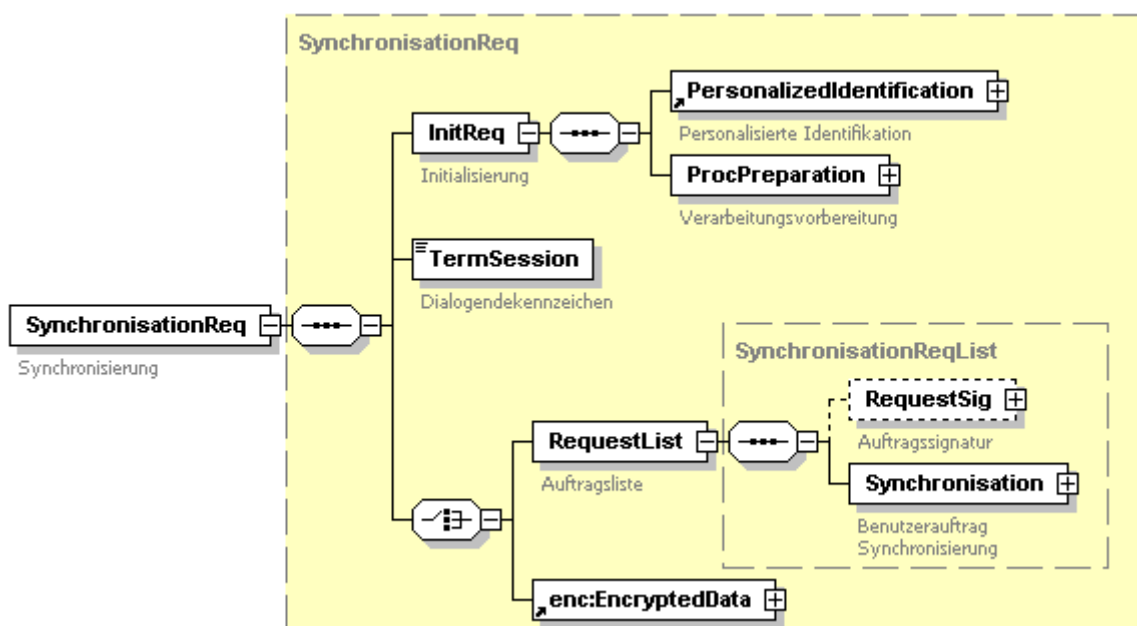 SynchronisationReq
PersonalizedIdentification
Personalisierte Identifikation
InitReq
Initialisierung
ProcPreparation
Verarbeitungsvorbereitung
TermSession
Dialogendekennzeichen
SynchronisationReq
Synchronisierung
SynchronisationReqList
RequestSig
Auftragssignatur
RequestList
Auftragsliste
Synchronisation
Benutzerauftrag
Synchronisierung
enc:EncryptedData